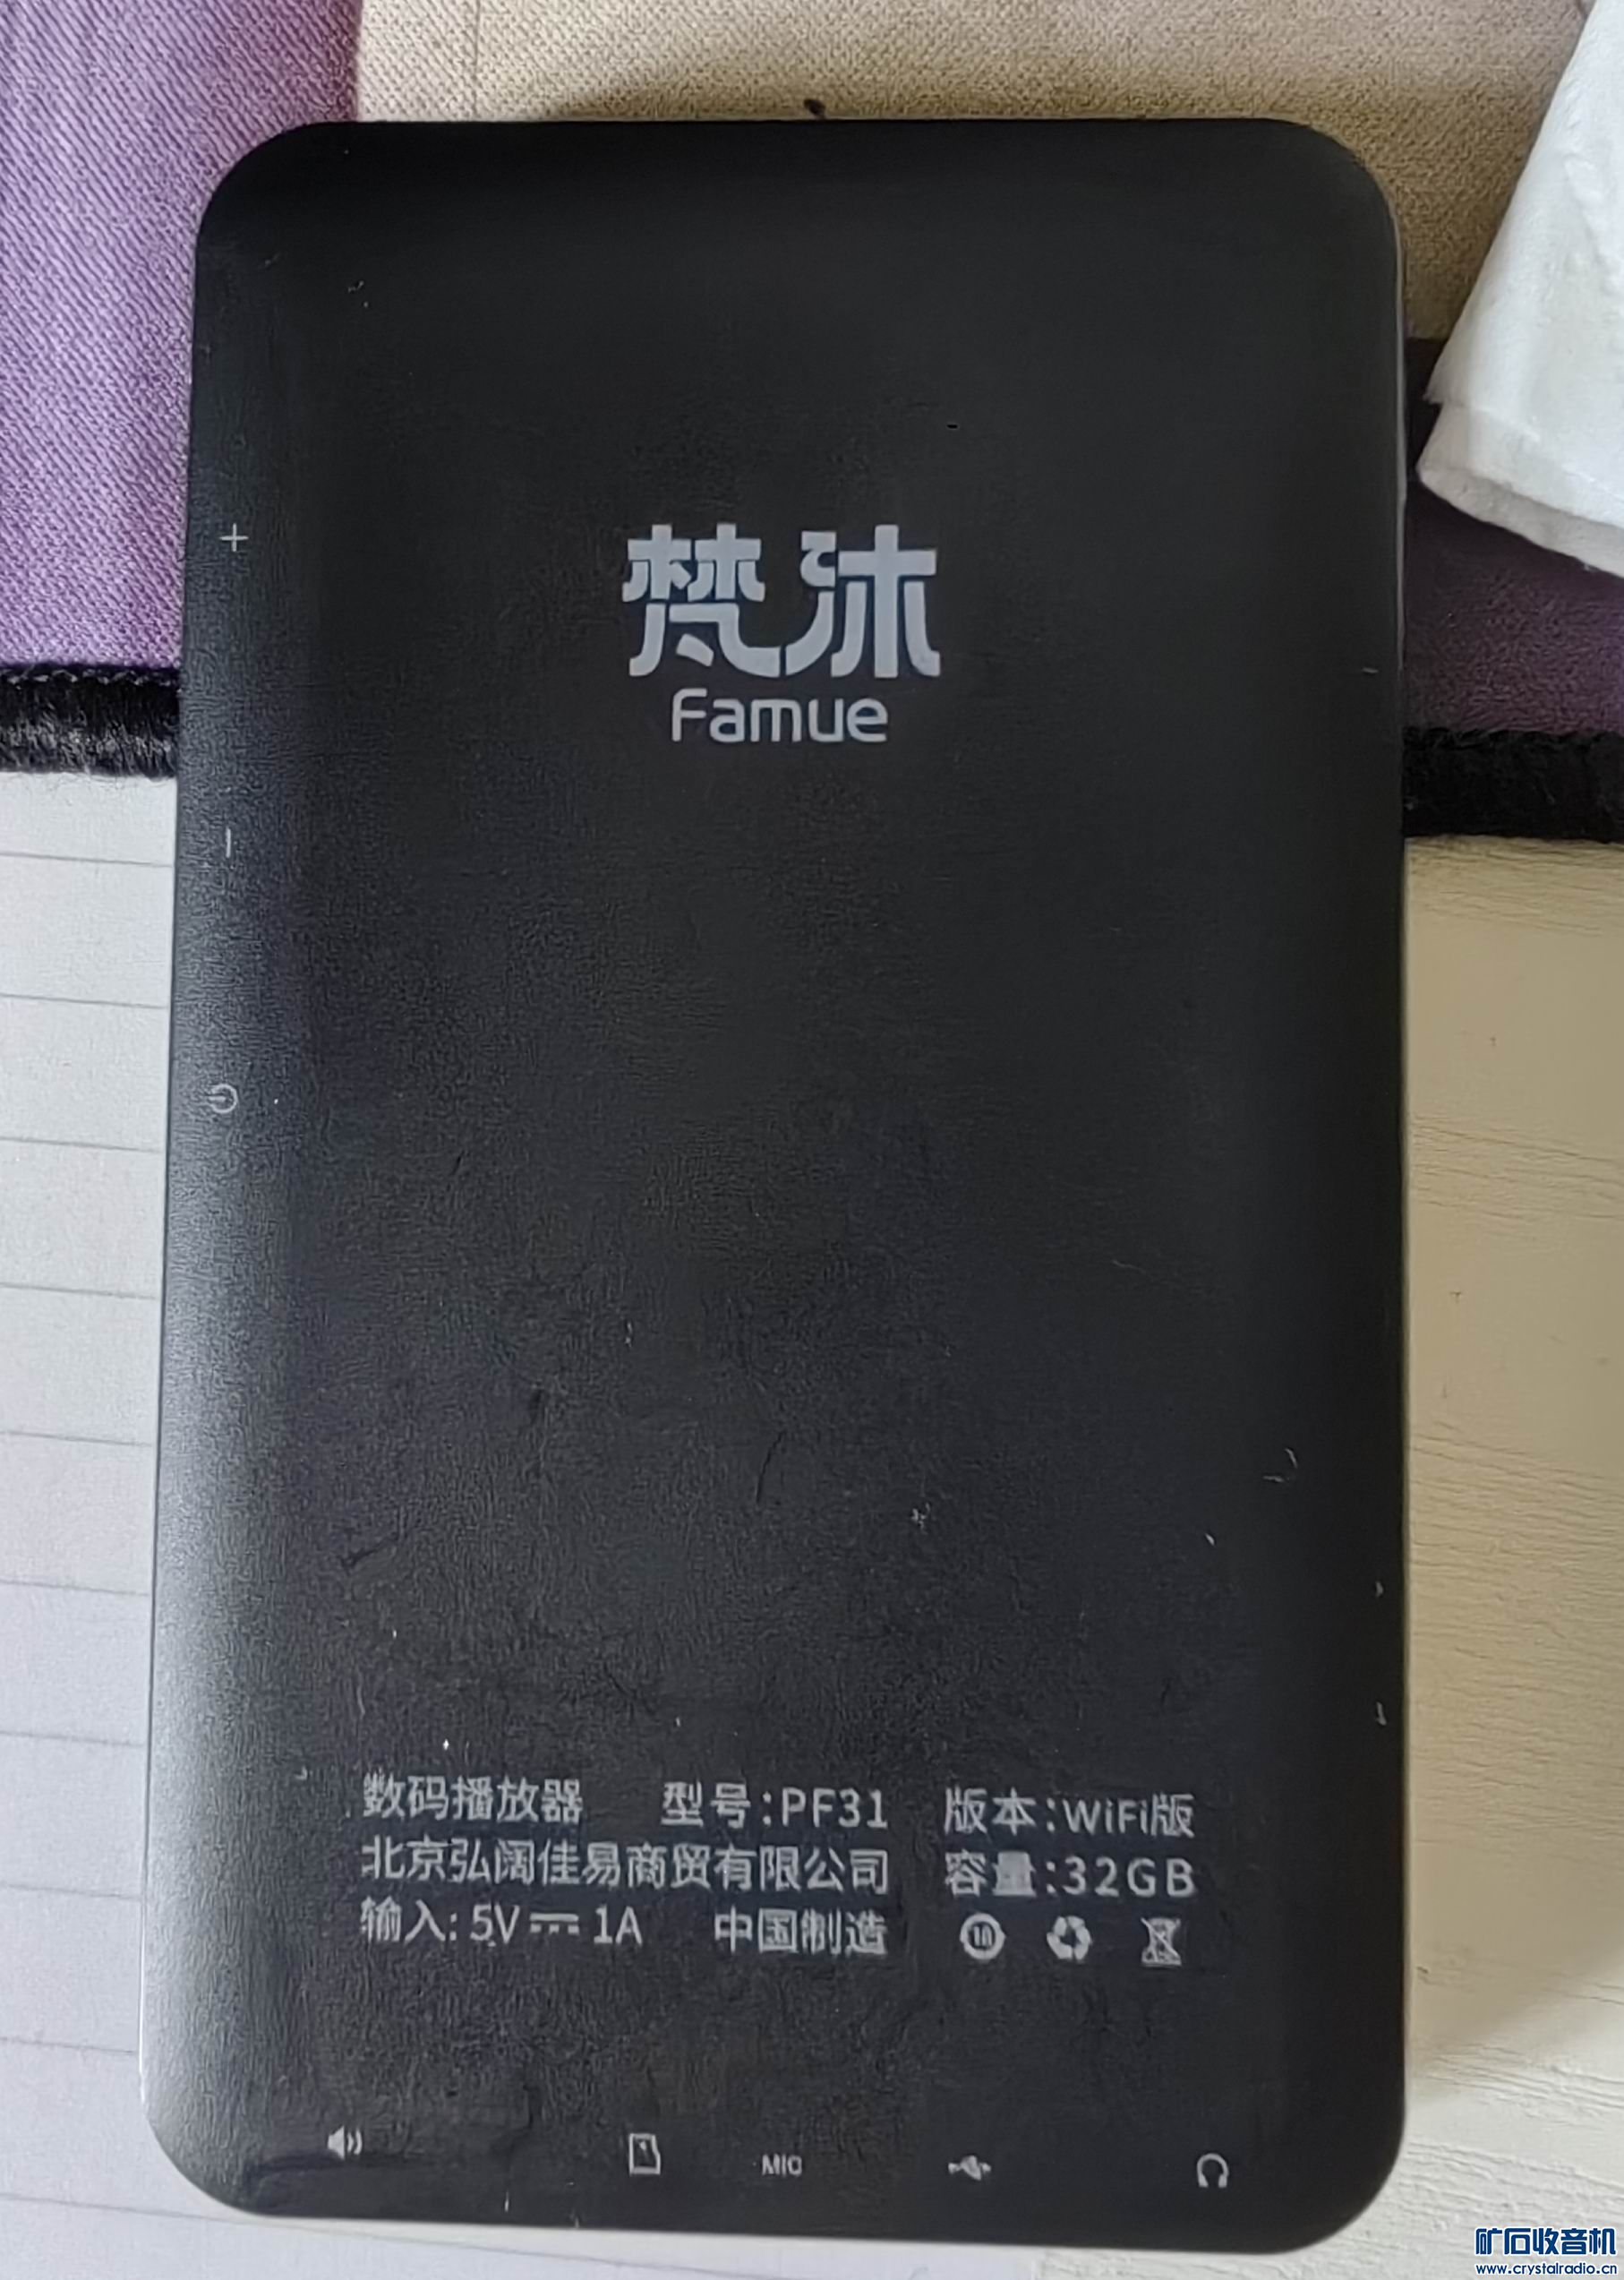 梵沐
Famue
+
-
数码播放器 型号:PF31 版本:WiFi版
北京弘阔佳易商贸有限公司 容量:32GB
输入:5V⎓1A 中国制造
10
MIC
矿石收音机
www.crystalradio.cn